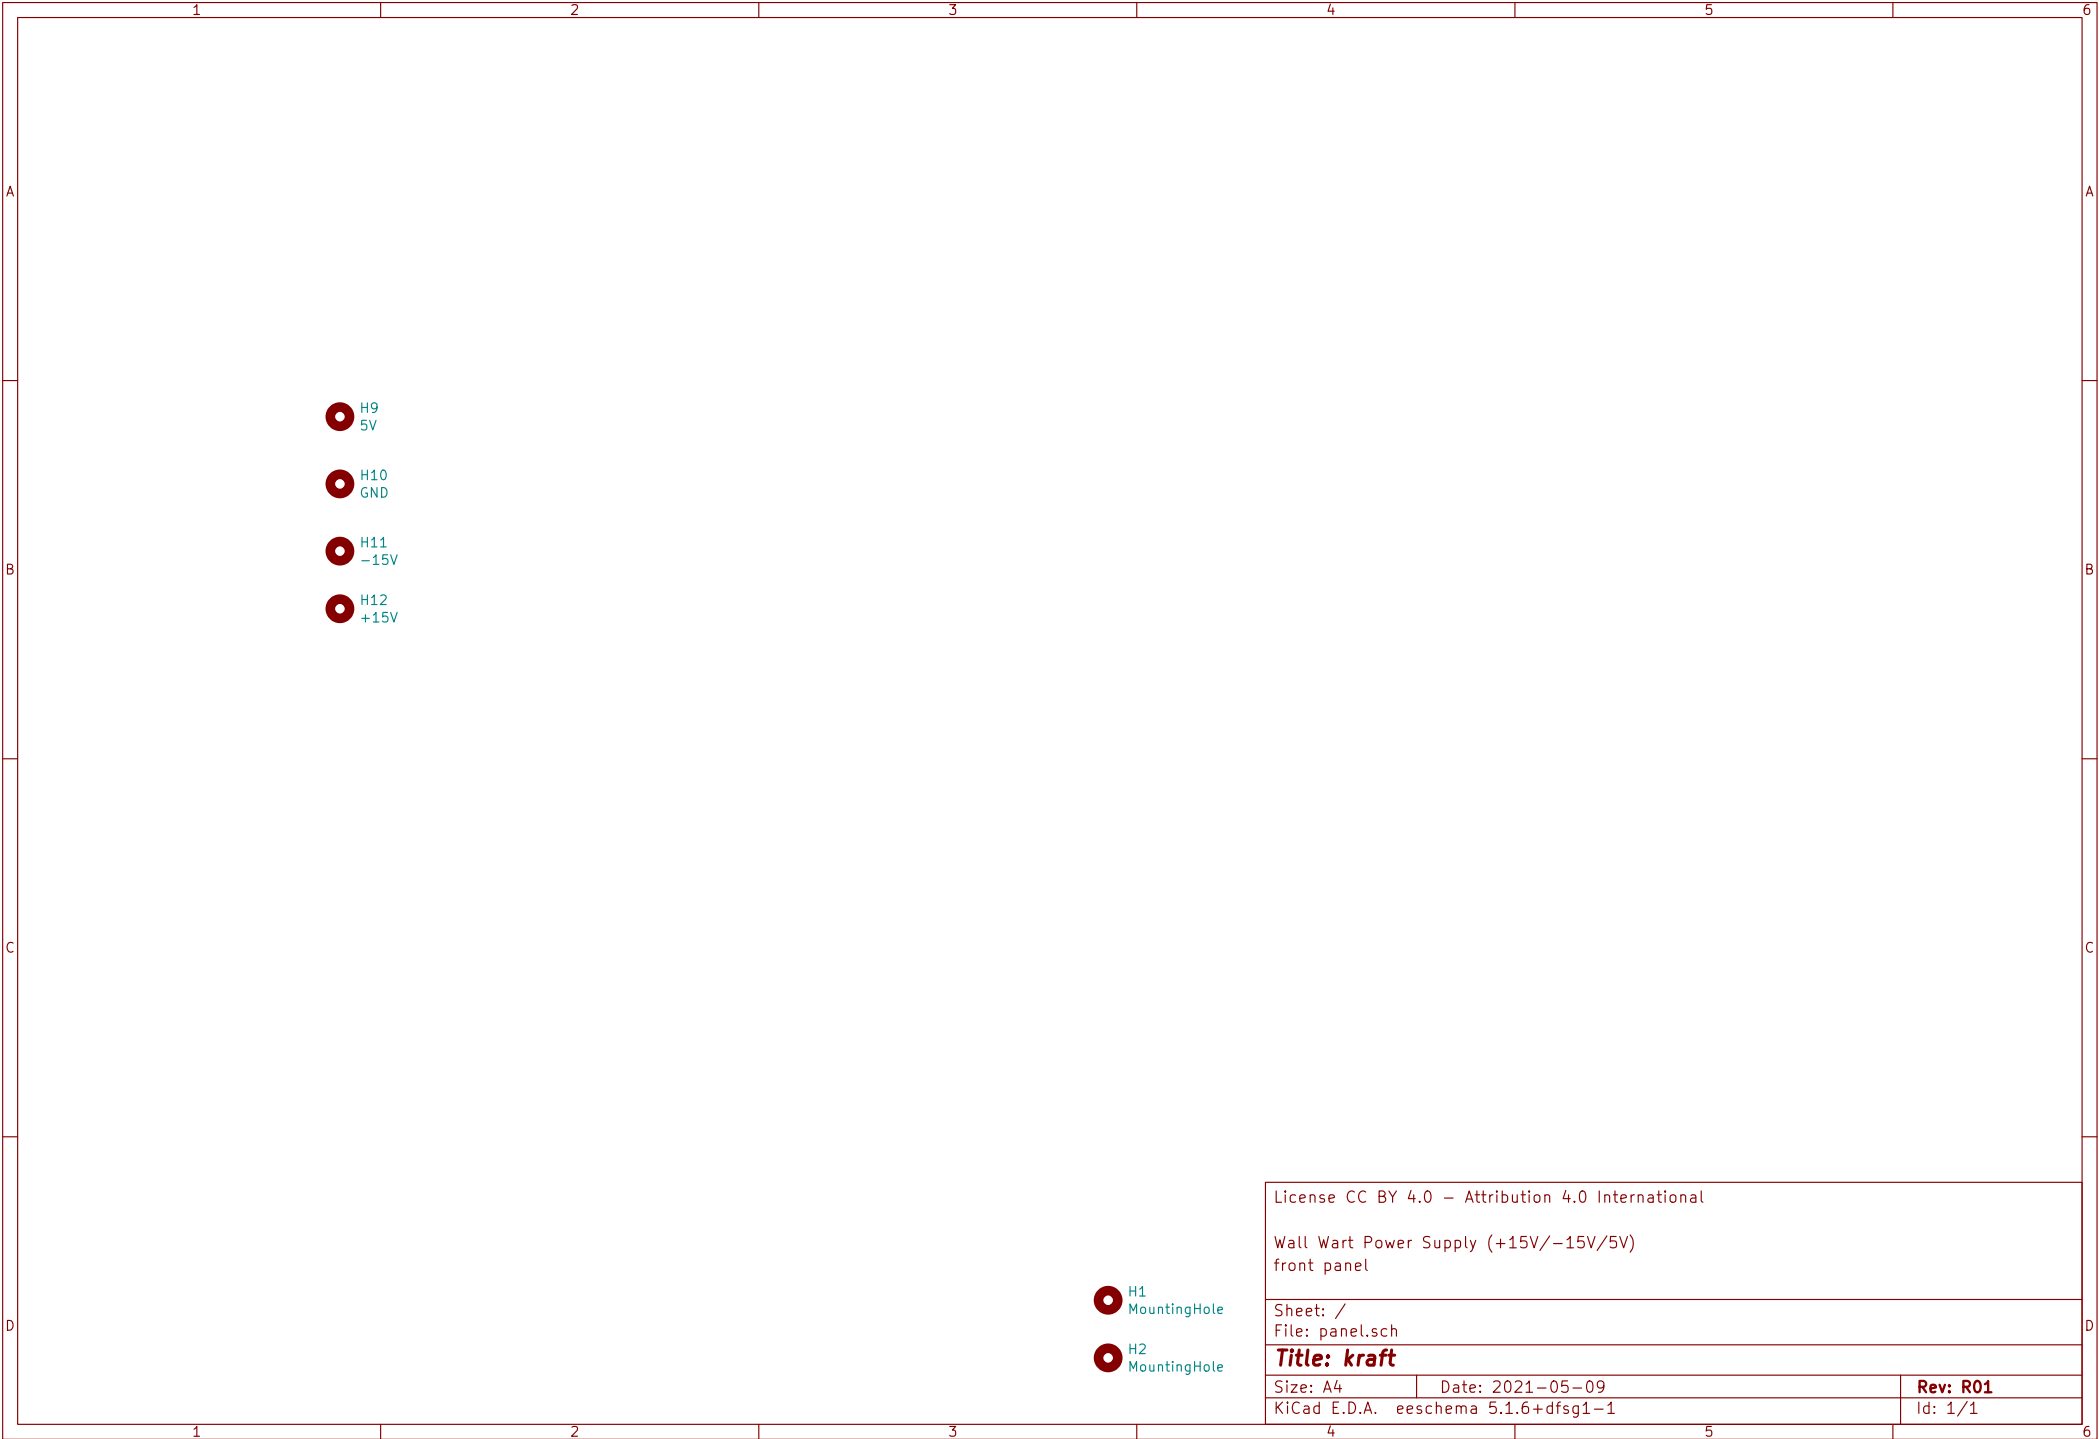 1 2 3 4 5 6
A A
H9
5V
H10
GND
H11
-15V
B B
H12
+15V
C C
License CC BY 4.0 - Attribution 4.0 International
Wall Wart Power Supply (+15V/-15V/5V)
front panel
H1
MountingHole
Sheet: /
File: panel.sch
D D
H2
MountingHole
Title: kraft
Size: A4 Date: 2021-05-09 Rev: R01
KiCad E.D.A. eeschema 5.1.6+dfsg1-1 Id: 1/1
1 2 3 4 5 6